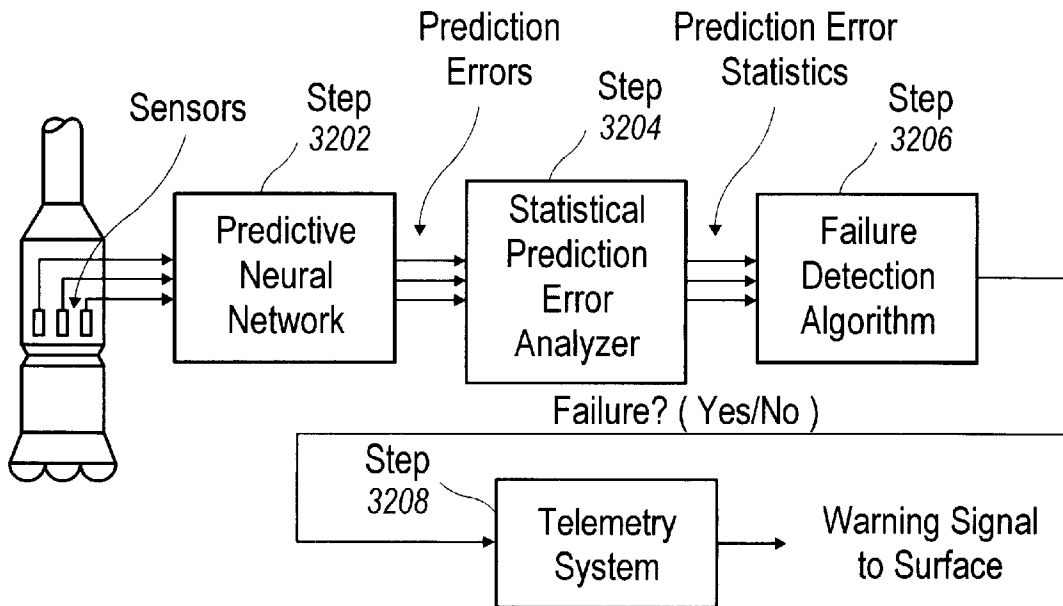 Prediction
Errors
Prediction Error
Statistics
Sensors
Step
3202
Step
3204
Step
3206
Predictive
Neural
Network
Statistical
Prediction
Error
Analyzer
Failure
Detection
Algorithm
Failure? ( Yes/No )
Step
3208
Telemetry
System
Warning Signal
to Surface